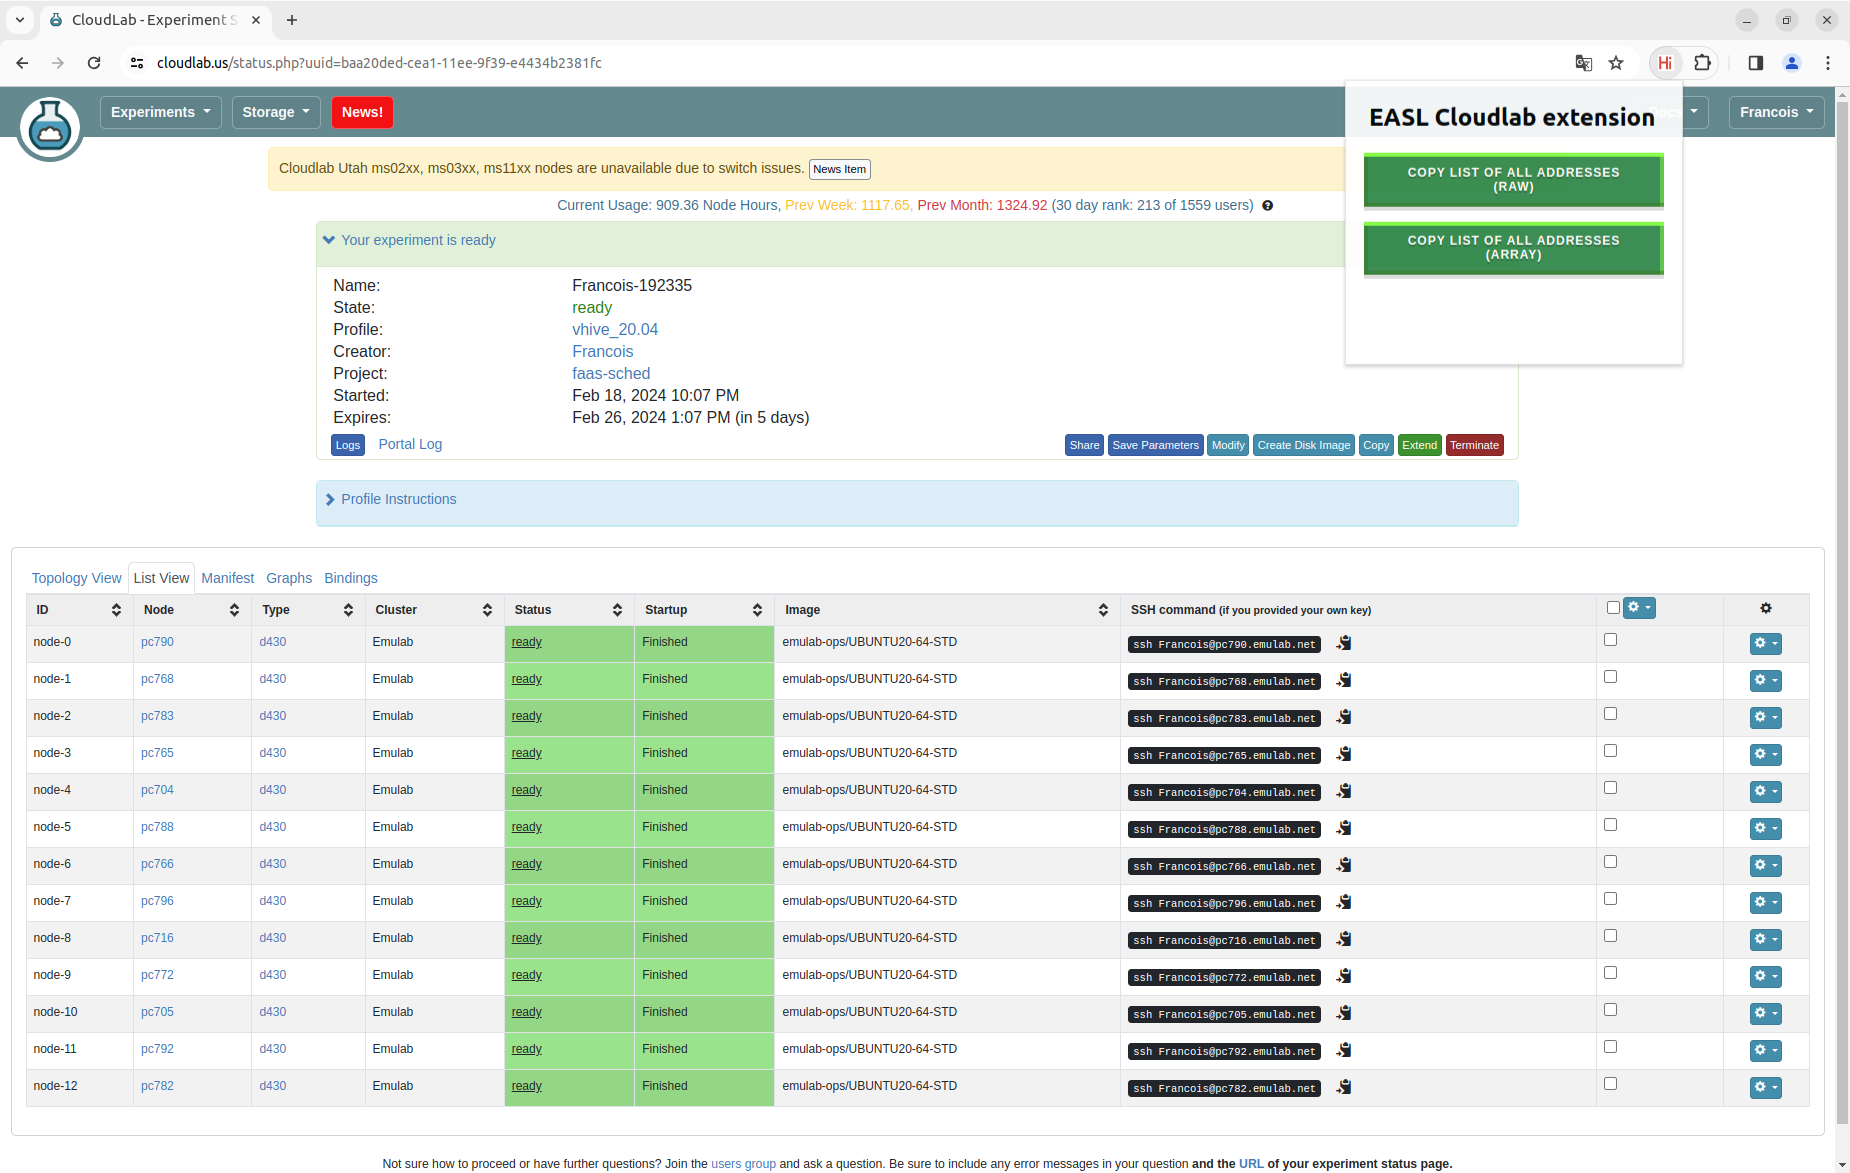 CloudLab - Experiment S
cloudlab.us/status.php?uuid=baa20ded-cea1-11ee-9f39-e4434b2381fc
Hi
Experiments Storage News! Docs Francois
EASL Cloudlab extension
COPY LIST OF ALL ADDRESSES
(RAW)
COPY LIST OF ALL ADDRESSES
(ARRAY)
Cloudlab Utah ms02xx, ms03xx, ms11xx nodes are unavailable due to switch issues. News Item
Current Usage: 909.36 Node Hours, Prev Week: 1117.65, Prev Month: 1324.92 (30 day rank: 213 of 1559 users)
Your experiment is ready
Name: Francois-192335
State: ready
Profile: vhive_20.04
Creator: Francois
Project: faas-sched
Started: Feb 18, 2024 10:07 PM
Expires: Feb 26, 2024 1:07 PM (in 5 days)
Logs Portal Log Share Save Parameters Modify Create Disk Image Copy Extend Terminate
Profile Instructions
Topology View List View Manifest Graphs Bindings
ID Node Type Cluster Status Startup Image SSH command (if you provided your own key)
node-0 pc790 d430 Emulab ready Finished emulab-ops/UBUNTU20-64-STD ssh Francois@pc790.emulab.net
node-1 pc768 d430 Emulab ready Finished emulab-ops/UBUNTU20-64-STD ssh Francois@pc768.emulab.net
node-2 pc783 d430 Emulab ready Finished emulab-ops/UBUNTU20-64-STD ssh Francois@pc783.emulab.net
node-3 pc765 d430 Emulab ready Finished emulab-ops/UBUNTU20-64-STD ssh Francois@pc765.emulab.net
node-4 pc704 d430 Emulab ready Finished emulab-ops/UBUNTU20-64-STD ssh Francois@pc704.emulab.net
node-5 pc788 d430 Emulab ready Finished emulab-ops/UBUNTU20-64-STD ssh Francois@pc788.emulab.net
node-6 pc766 d430 Emulab ready Finished emulab-ops/UBUNTU20-64-STD ssh Francois@pc766.emulab.net
node-7 pc796 d430 Emulab ready Finished emulab-ops/UBUNTU20-64-STD ssh Francois@pc796.emulab.net
node-8 pc716 d430 Emulab ready Finished emulab-ops/UBUNTU20-64-STD ssh Francois@pc716.emulab.net
node-9 pc772 d430 Emulab ready Finished emulab-ops/UBUNTU20-64-STD ssh Francois@pc772.emulab.net
node-10 pc705 d430 Emulab ready Finished emulab-ops/UBUNTU20-64-STD ssh Francois@pc705.emulab.net
node-11 pc792 d430 Emulab ready Finished emulab-ops/UBUNTU20-64-STD ssh Francois@pc792.emulab.net
node-12 pc782 d430 Emulab ready Finished emulab-ops/UBUNTU20-64-STD ssh Francois@pc782.emulab.net
Not sure how to proceed or have further questions? Join the users group and ask a question. Be sure to include any error messages in your question and the URL of your experiment status page.